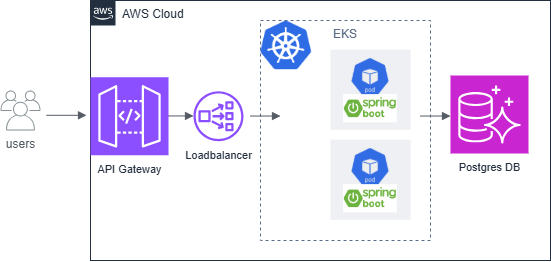 aws
AWS Cloud
EKS
pod
spring
boot
users
API Gateway
Loadbalancer
pod
spring
boot
Postgres DB